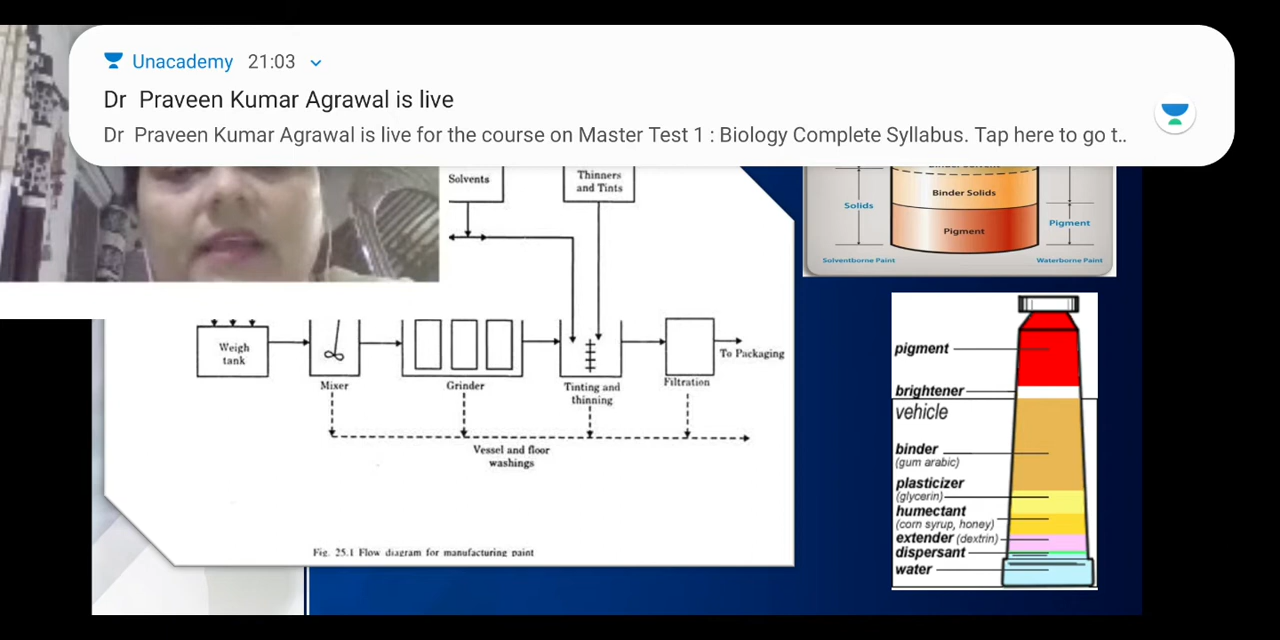 Unacademy 21:03
Dr Praveen Kumar Agrawal is live
Dr Praveen Kumar Agrawal is live for the course on Master Test 1 : Biology Complete Syllabus. Tap here to go t..
Solvents
Thinners
and Tints
Weigh
tank
Mixer
Grinder
Tinting and
thinning
Filtration
To Packaging
Vessel and floor
washings
Fig. 25.1 Flow diagram for manufacturing paint
Binder Solids
Solids
Pigment
Pigment
Solventborne Paint
Waterborne Paint
pigment
brightener
vehicle
binder
(gum arabic)
plasticizer
(glycerin)
humectant
(corn syrup, honey)
extender (dextrin)
dispersant
water